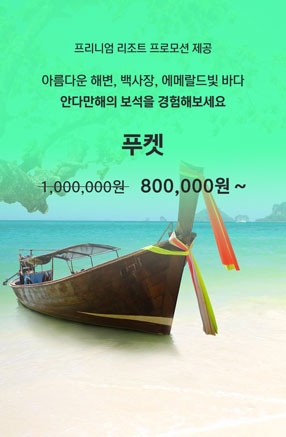 프리니엄 리조트 프로모션 제공
아름다운 해변, 백사장, 에메랄드빛 바다
안다만해의 보석을 경험해보세요
푸켓
1,000,000원 800,000원 ~